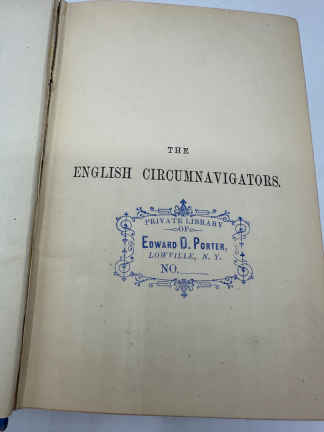 THE
ENGLISH CIRCUMNAVIGATORS.
PRIVATE LIBRARY
OF
EDWARD D. PORTER,
LOWVILLE, N. Y.
NO.